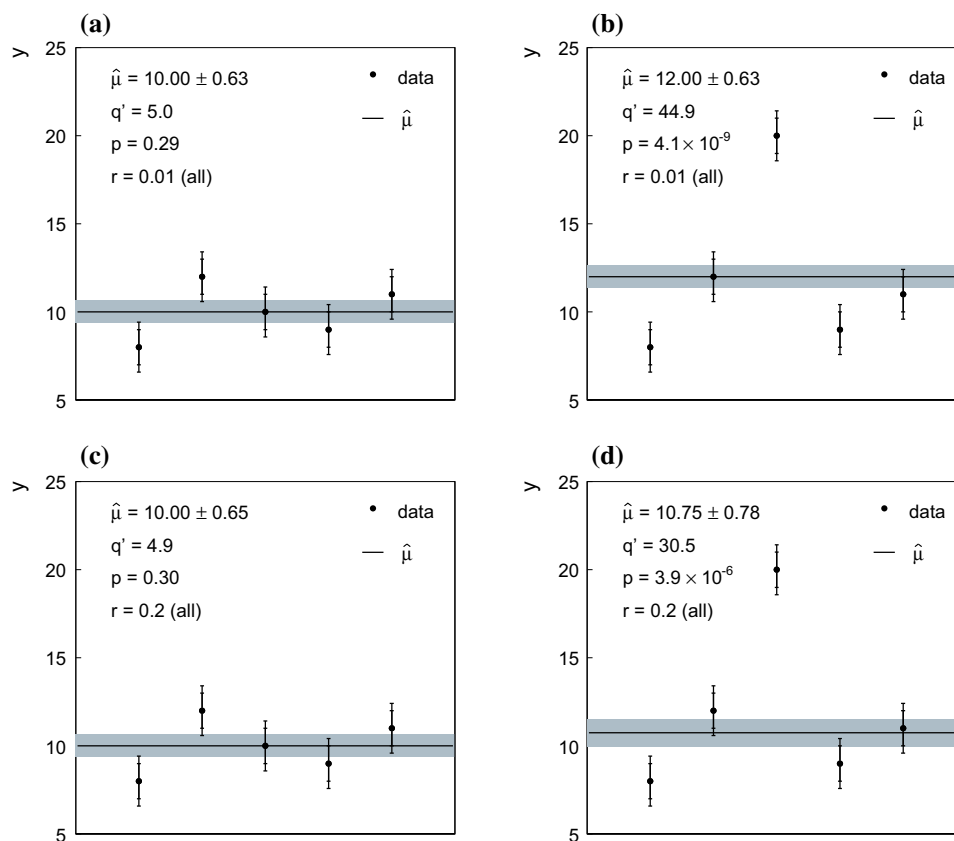 (a)
y
25
20
15
10
5
μ̂ = 10.00 ± 0.63
q' = 5.0
p = 0.29
r = 0.01 (all)
data
μ̂
(b)
y
25
20
15
10
5
μ̂ = 12.00 ± 0.63
q' = 44.9
p = 4.1 × 10⁻⁹
r = 0.01 (all)
data
μ̂
(c)
y
25
20
15
10
5
μ̂ = 10.00 ± 0.65
q' = 4.9
p = 0.30
r = 0.2 (all)
data
μ̂
(d)
y
25
20
15
10
5
μ̂ = 10.75 ± 0.78
q' = 30.5
p = 3.9 × 10⁻⁶
r = 0.2 (all)
data
μ̂